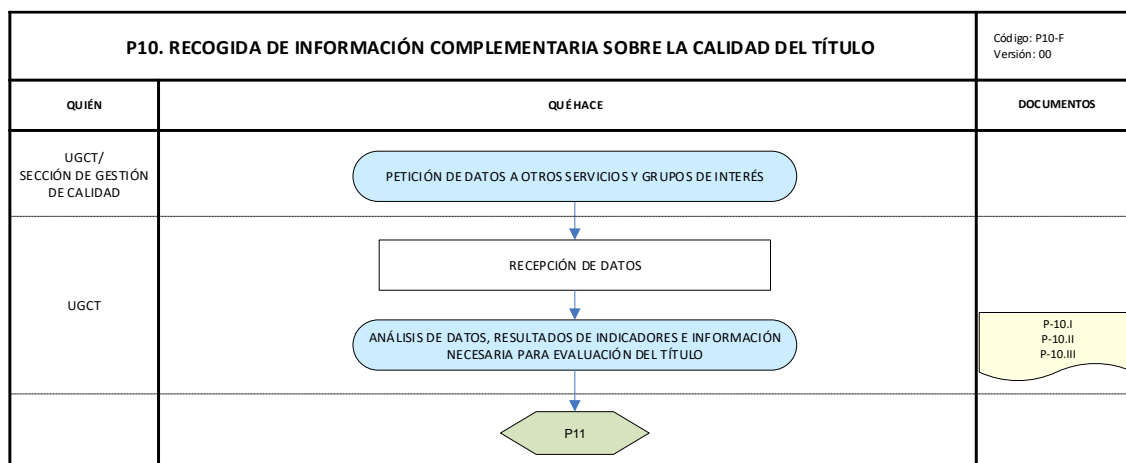 P10. RECOGIDA DE INFORMACIÓN COMPLEMENTARIA SOBRE LA CALIDAD DEL TÍTULO
Código: P10-F
Versión: 00
QUIÉN
QUÉ HACE
DOCUMENTOS
UGCT/
SECCIÓN DE GESTIÓN
DE CALIDAD
PETICIÓN DE DATOS A OTROS SERVICIOS Y GRUPOS DE INTERÉS
UGCT
RECEPCIÓN DE DATOS
ANÁLISIS DE DATOS, RESULTADOS DE INDICADORES E INFORMACIÓN
NECESARIA PARA EVALUACIÓN DEL TÍTULO
P-10.I
P-10.II
P-10.III
P11